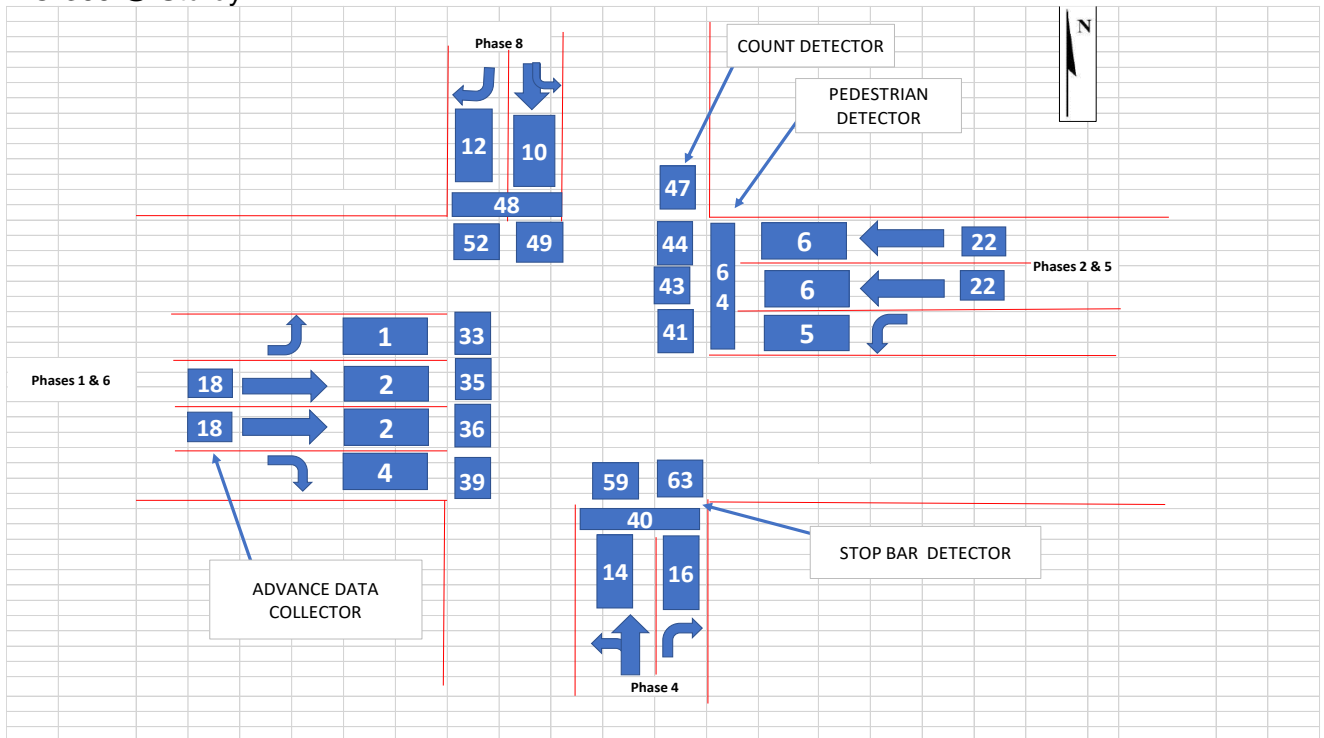 @ Sturdy
Phase 8
COUNT DETECTOR
N
PEDESTRIAN
DETECTOR
12
10
47
48
52
49
44
6
22
6
4
43
6
22
Phases 2 & 5
41
5
1
33
Phases 1 & 6
18
2
35
18
2
36
4
39
59
63
40
STOP BAR DETECTOR
14
16
ADVANCE DATA
COLLECTOR
Phase 4